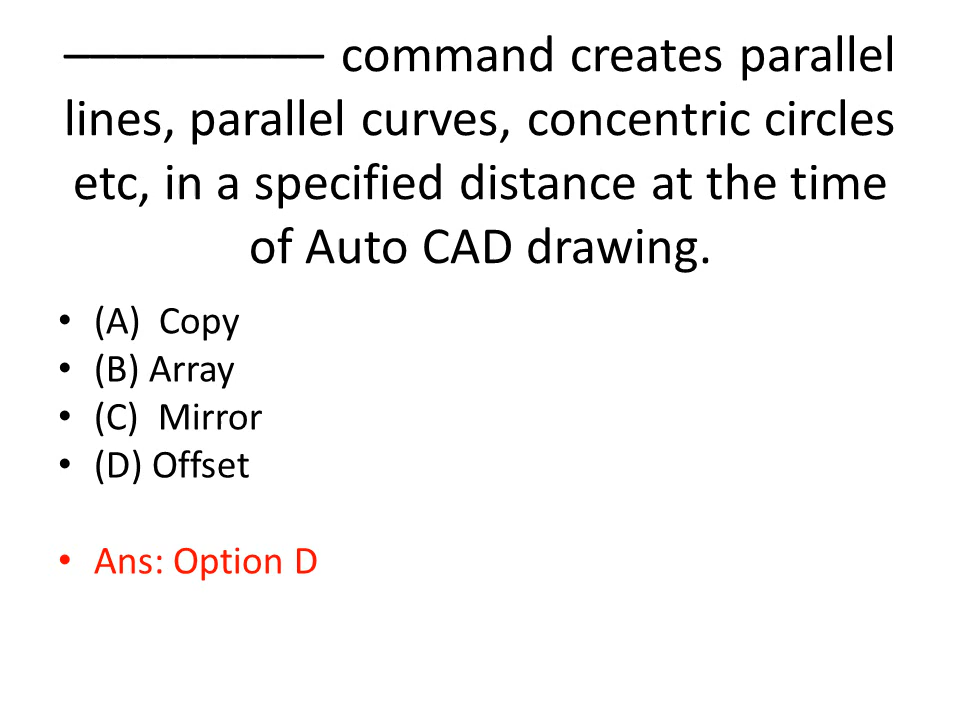 __________ command creates parallel
lines, parallel curves, concentric circles
etc, in a specified distance at the time
of Auto CAD drawing.
• (A)  Copy
• (B) Array
• (C)  Mirror
• (D) Offset
• Ans: Option D